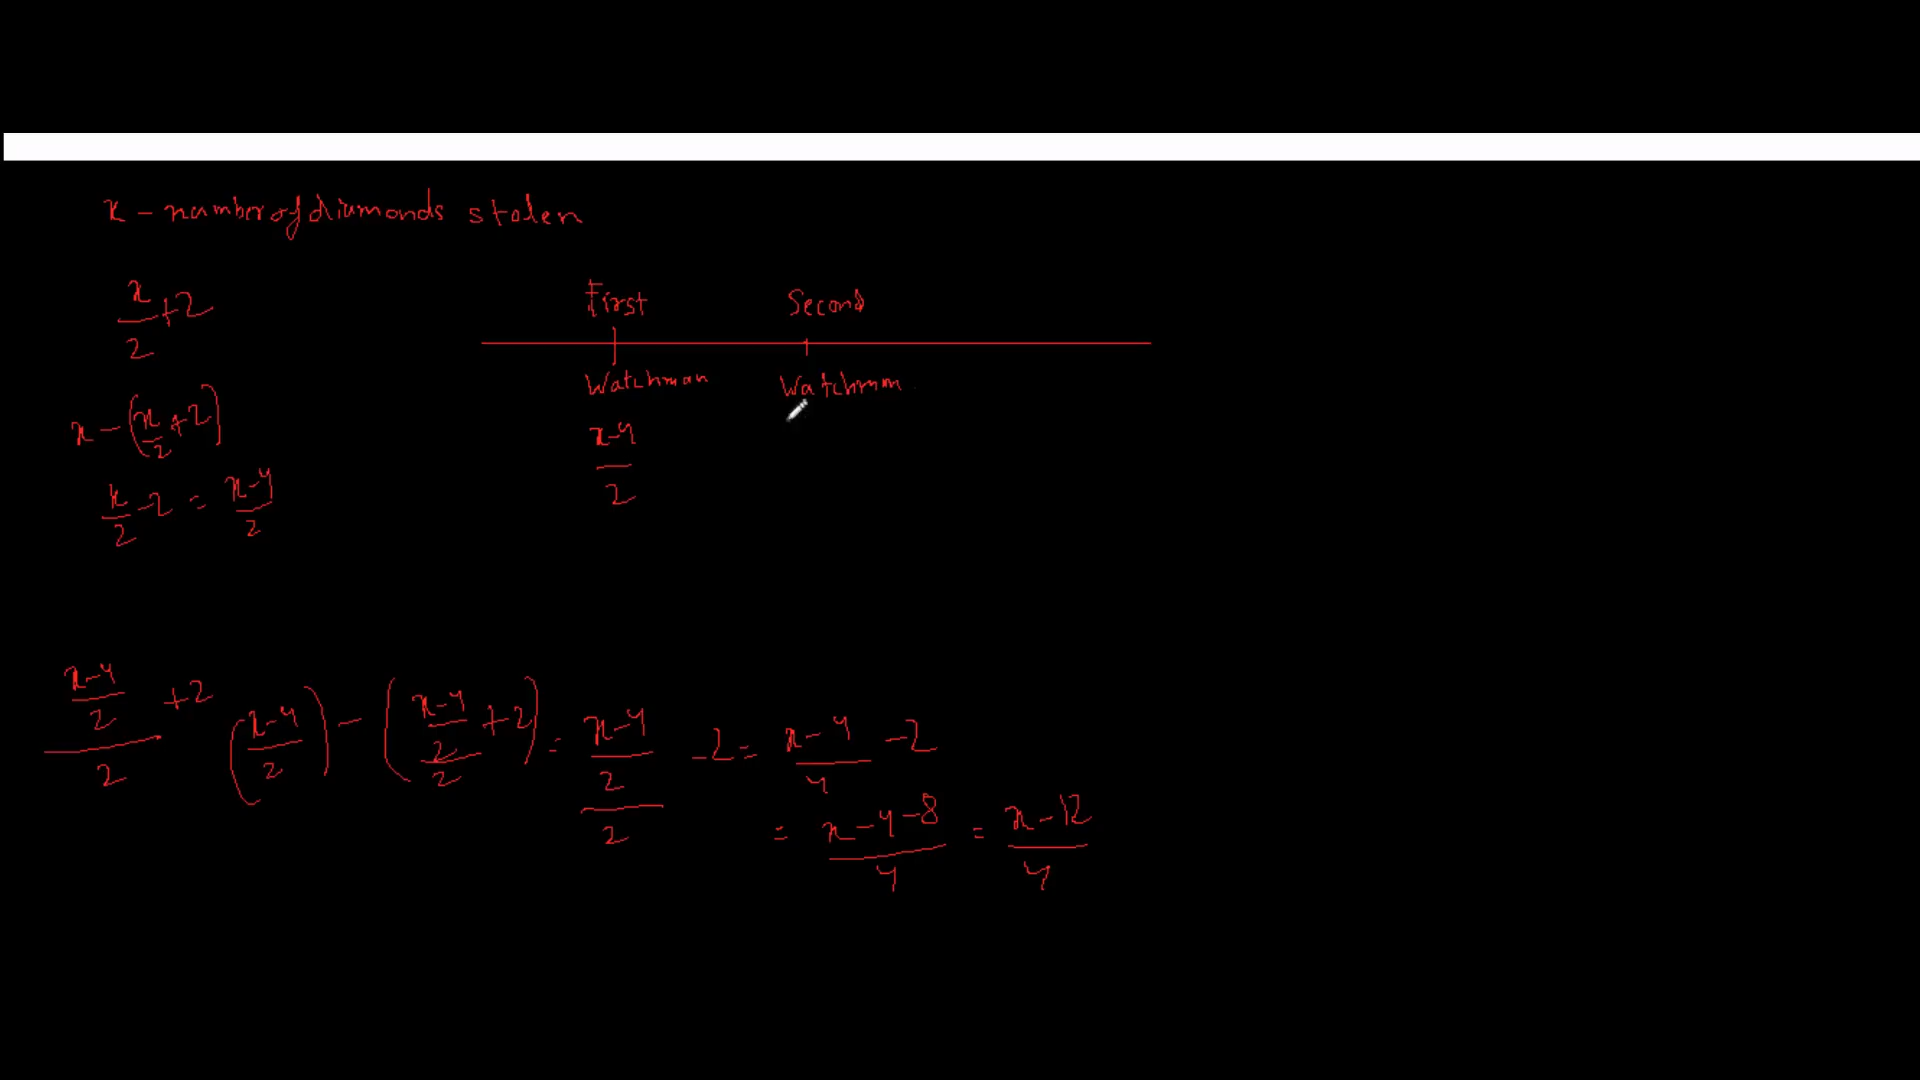 x - number of diamonds stolen
x/2 + 2
First Second
Watchman Watchman
x - (x/2 + 2)
x-4/2
x/2 - 2 = x-4/2
((x-4)/2)/2 + 2
((x-4)/2) - (((x-4)/2)/2 + 2) = ((x-4)/2)/2 - 2 = (x-4)/4 - 2
= (x-4-8)/4 = (x-12)/4